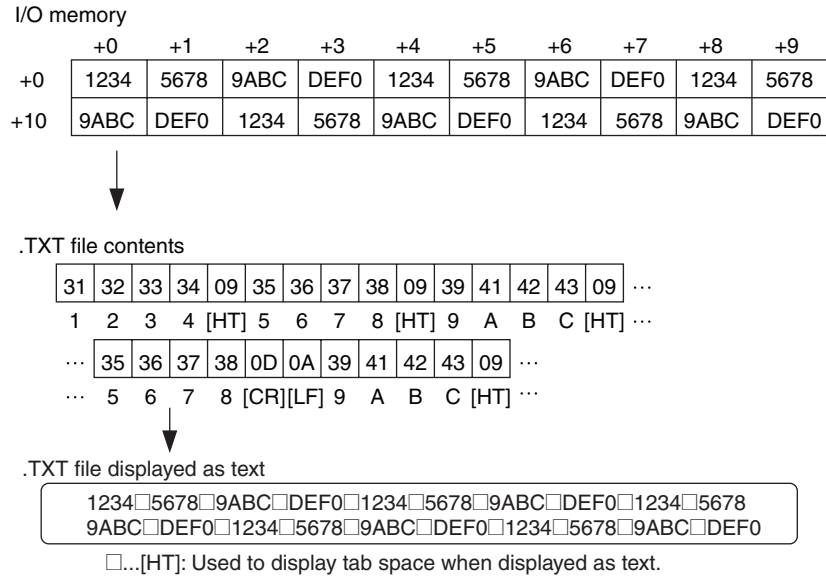 I/O memory
+0 +1 +2 +3 +4 +5 +6 +7 +8 +9
+0 1234 5678 9ABC DEF0 1234 5678 9ABC DEF0 1234 5678
+10 9ABC DEF0 1234 5678 9ABC DEF0 1234 5678 9ABC DEF0
.TXT file contents
31 32 33 34 09 35 36 37 38 09 39 41 42 43 09 ···
1 2 3 4 [HT] 5 6 7 8 [HT] 9 A B C [HT] ···
··· 35 36 37 38 0D 0A 39 41 42 43 09 ···
··· 5 6 7 8 [CR][LF] 9 A B C [HT] ···
.TXT file displayed as text
1234□5678□9ABC□DEF0□1234□5678□9ABC□DEF0□1234□5678
9ABC□DEF0□1234□5678□9ABC□DEF0□1234□5678□9ABC□DEF0
□...[HT]: Used to display tab space when displayed as text.